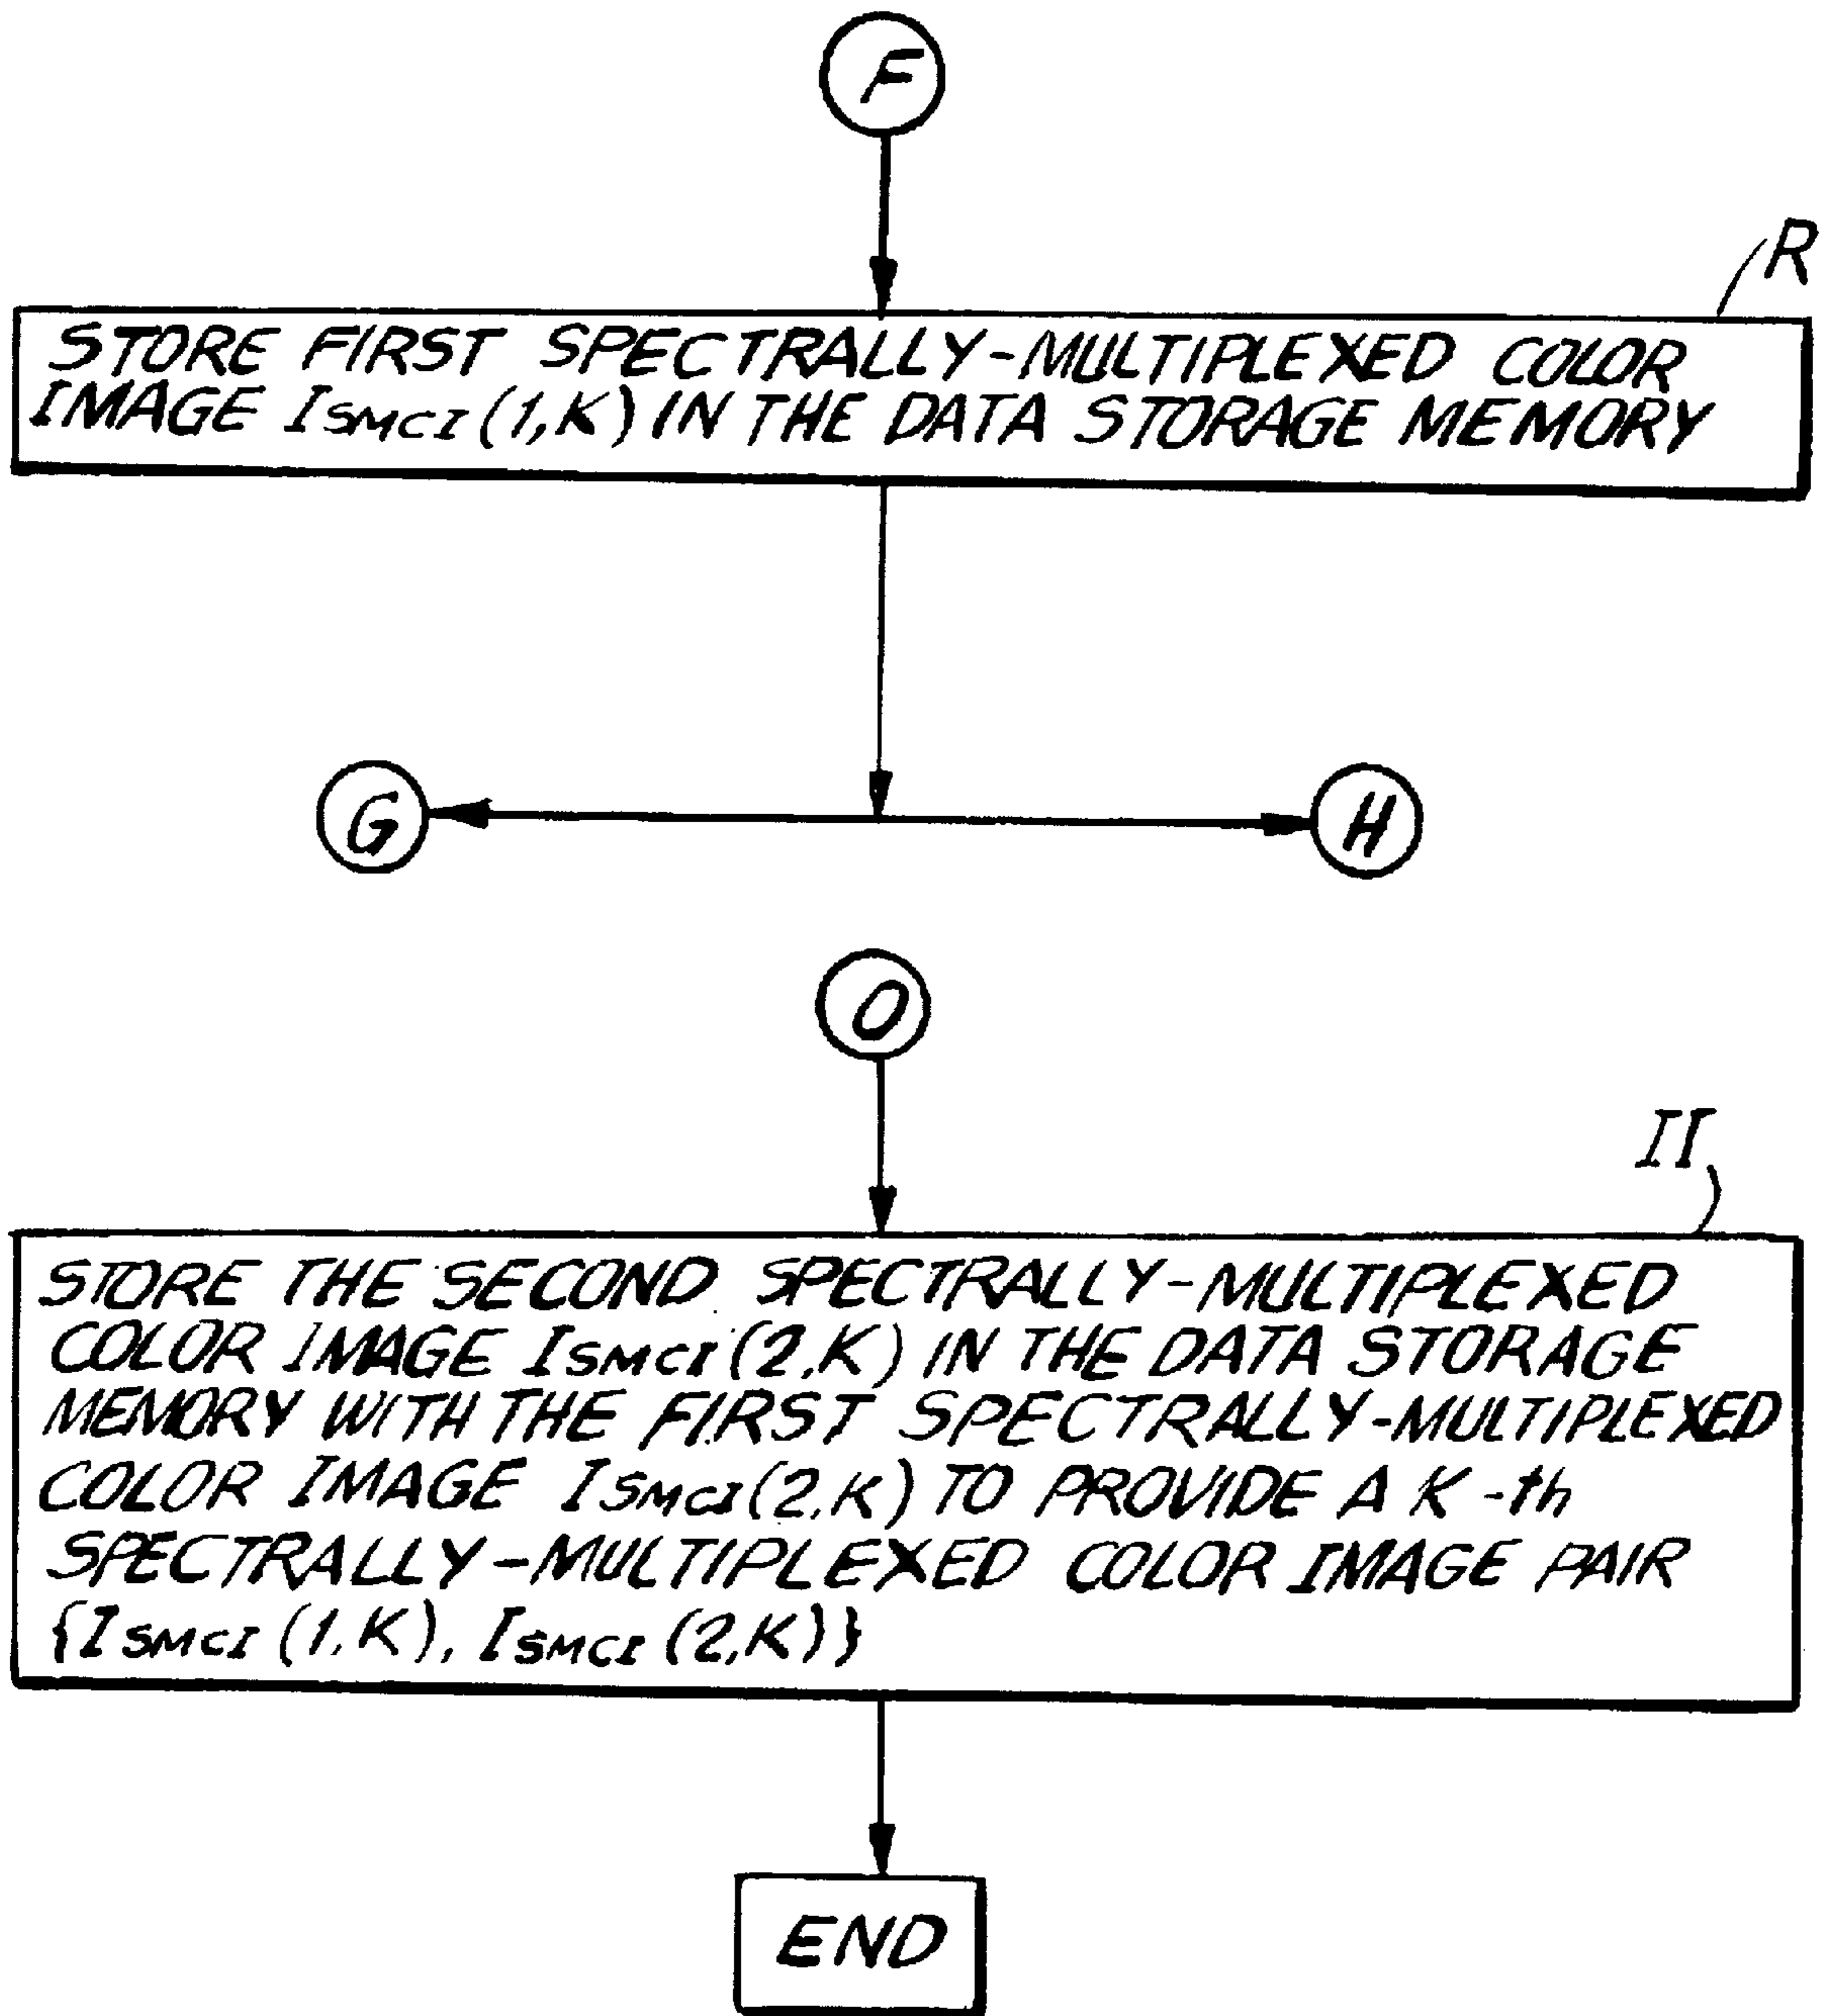 F
R
STORE FIRST SPECTRALLY-MULTIPLEXED COLOR
IMAGE ISMCI (1,K) IN THE DATA STORAGE MEMORY
G
H
O
II
STORE THE SECOND SPECTRALLY-MULTIPLEXED
COLOR IMAGE ISMCI (2,K) IN THE DATA STORAGE
MEMORY WITH THE FIRST SPECTRALLY-MULTIPLEXED
COLOR IMAGE ISMCI (2,K) TO PROVIDE A K-th
SPECTRALLY-MULTIPLEXED COLOR IMAGE PAIR
{ISMCI (1,K), ISMCI (2,K)}
END